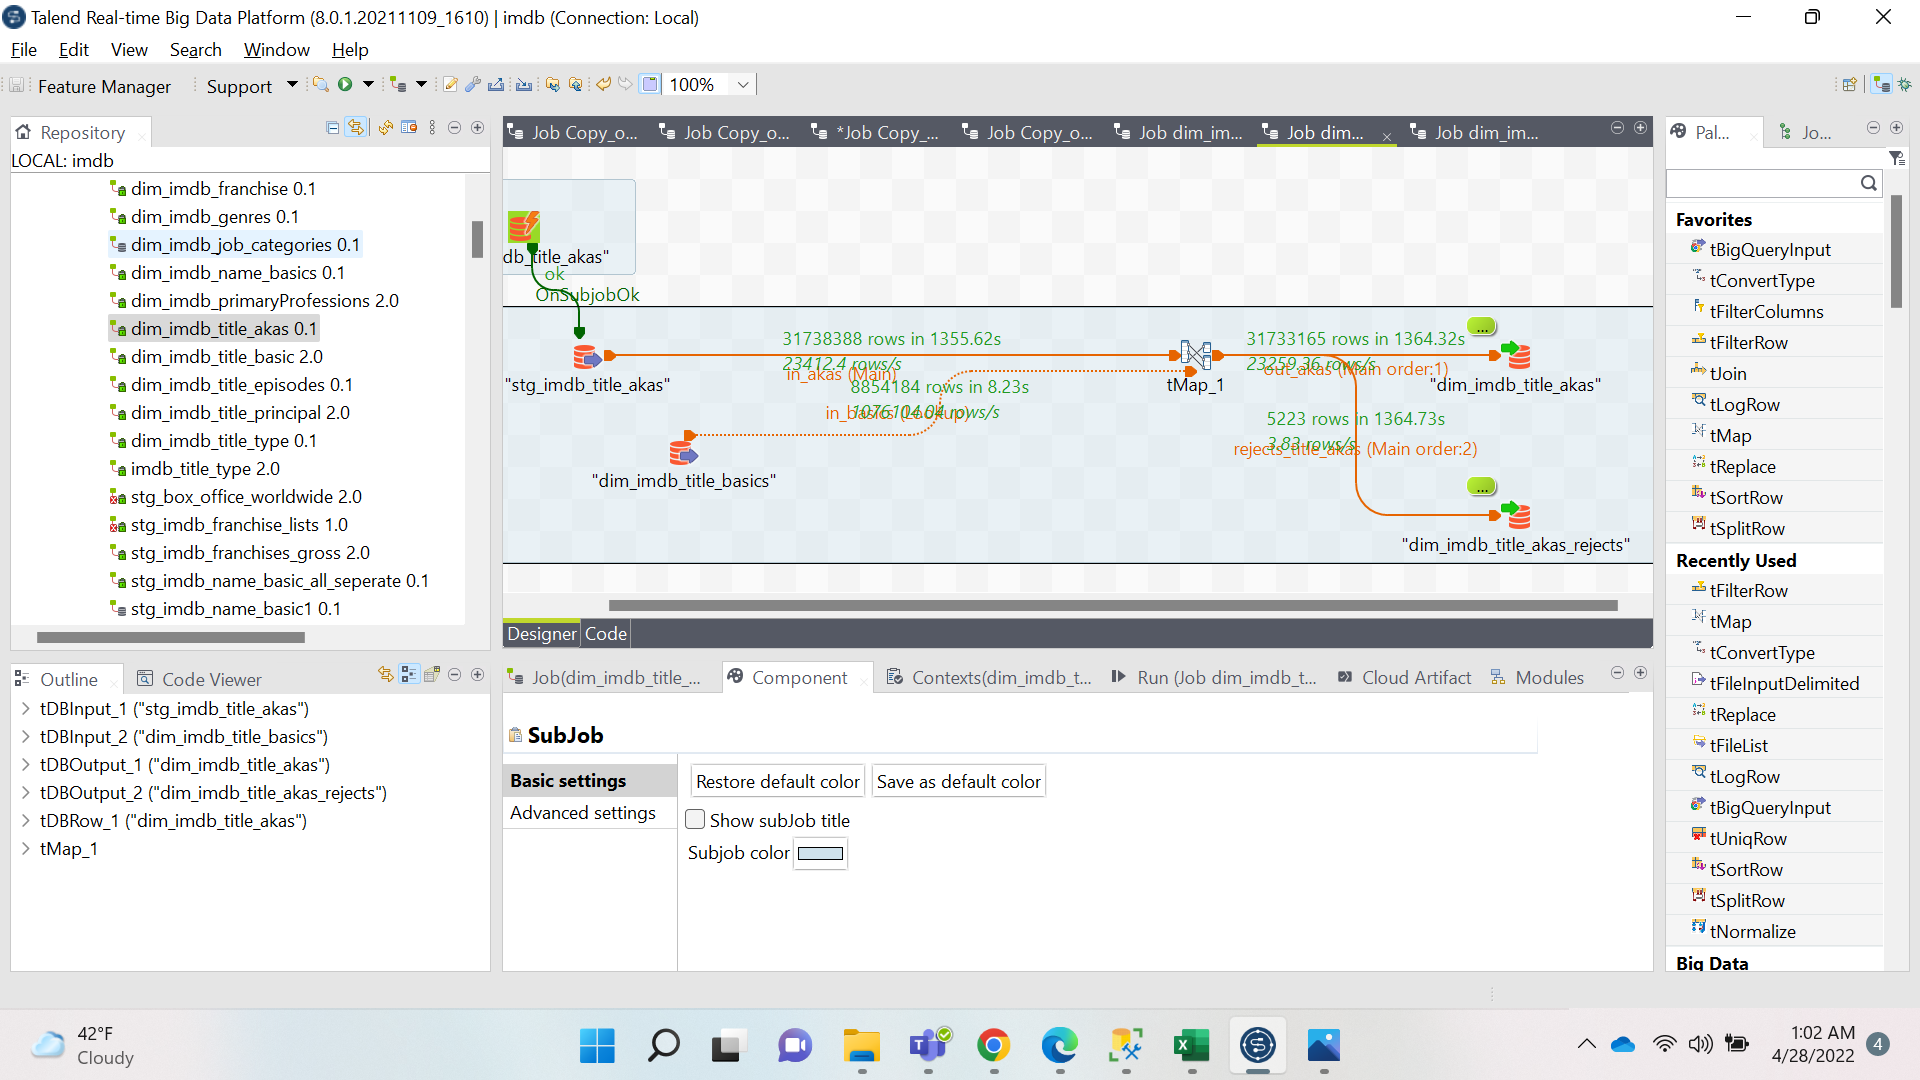 Talend Real-time Big Data Platform (8.0.1.20211109_1610) | imdb (Connection: Local)
File Edit View Search Window Help
Feature Manager Support 100%
Repository
LOCAL: imdb
dim_imdb_franchise 0.1
dim_imdb_genres 0.1
dim_imdb_job_categories 0.1
dim_imdb_name_basics 0.1
dim_imdb_primaryProfessions 2.0
dim_imdb_title_akas 0.1
dim_imdb_title_basic 2.0
dim_imdb_title_episodes 0.1
dim_imdb_title_principal 2.0
dim_imdb_title_type 0.1
imdb_title_type 2.0
stg_box_office_worldwide 2.0
stg_imdb_franchise_lists 1.0
stg_imdb_franchises_gross 2.0
stg_imdb_name_basic_all_seperate 0.1
stg_imdb_name_basic1 0.1
Job Copy_o... Job Copy_o... *Job Copy_... Job Copy_o... Job dim_im... Job dim... Job dim_im...
db_title_akas"
ok
OnSubjobOk
31738388 rows in 1355.62s
23412.4 rows/s
in_akas (Main)
"stg_imdb_title_akas"
8854184 rows in 8.23s
1076104.04 rows/s
in_basics (Lookup)
"dim_imdb_title_basics"
tMap_1
31733165 rows in 1364.32s
23259.36 rows/s
out_akas (Main order:1)
"dim_imdb_title_akas"
5223 rows in 1364.73s
3.83 rows/s
rejects_title_akas (Main order:2)
"dim_imdb_title_akas_rejects"
Designer Code
Pal... Jo...
Favorites
tBigQueryInput
tConvertType
tFilterColumns
tFilterRow
tJoin
tLogRow
tMap
tReplace
tSortRow
tSplitRow
Recently Used
tFilterRow
tMap
tConvertType
tFileInputDelimited
tReplace
tFileList
tLogRow
tBigQueryInput
tUniqRow
tSortRow
tSplitRow
tNormalize
Big Data
Outline Code Viewer
tDBInput_1 ("stg_imdb_title_akas")
tDBInput_2 ("dim_imdb_title_basics")
tDBOutput_1 ("dim_imdb_title_akas")
tDBOutput_2 ("dim_imdb_title_akas_rejects")
tDBRow_1 ("dim_imdb_title_akas")
tMap_1
Job(dim_imdb_title_... Component Contexts(dim_imdb_t... Run (Job dim_imdb_t... Cloud Artifact Modules
SubJob
Basic settings
Advanced settings
Restore default color Save as default color
Show subJob title
Subjob color
42°F
Cloudy
1:02 AM
4/28/2022
4